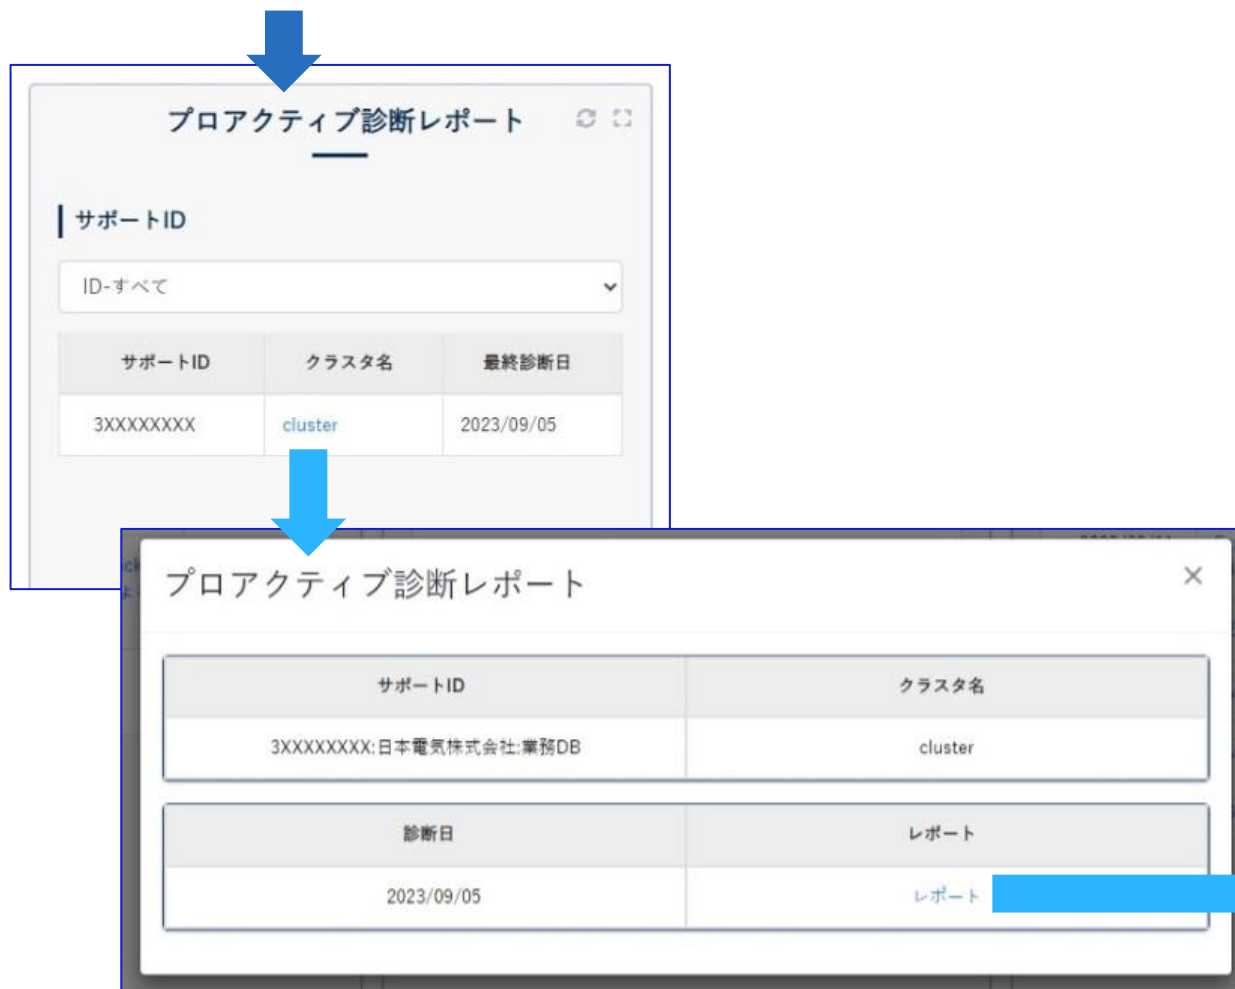 プロアクティブ診断レポート
サポートID
ID-すべて
サポートID クラスタ名 最終診断日
3XXXXXXXX cluster 2023/09/05
プロアクティブ診断レポート
サポートID クラスタ名
3XXXXXXXX:日本電気株式会社:業務DB cluster
診断日 レポート
2023/09/05 レポート